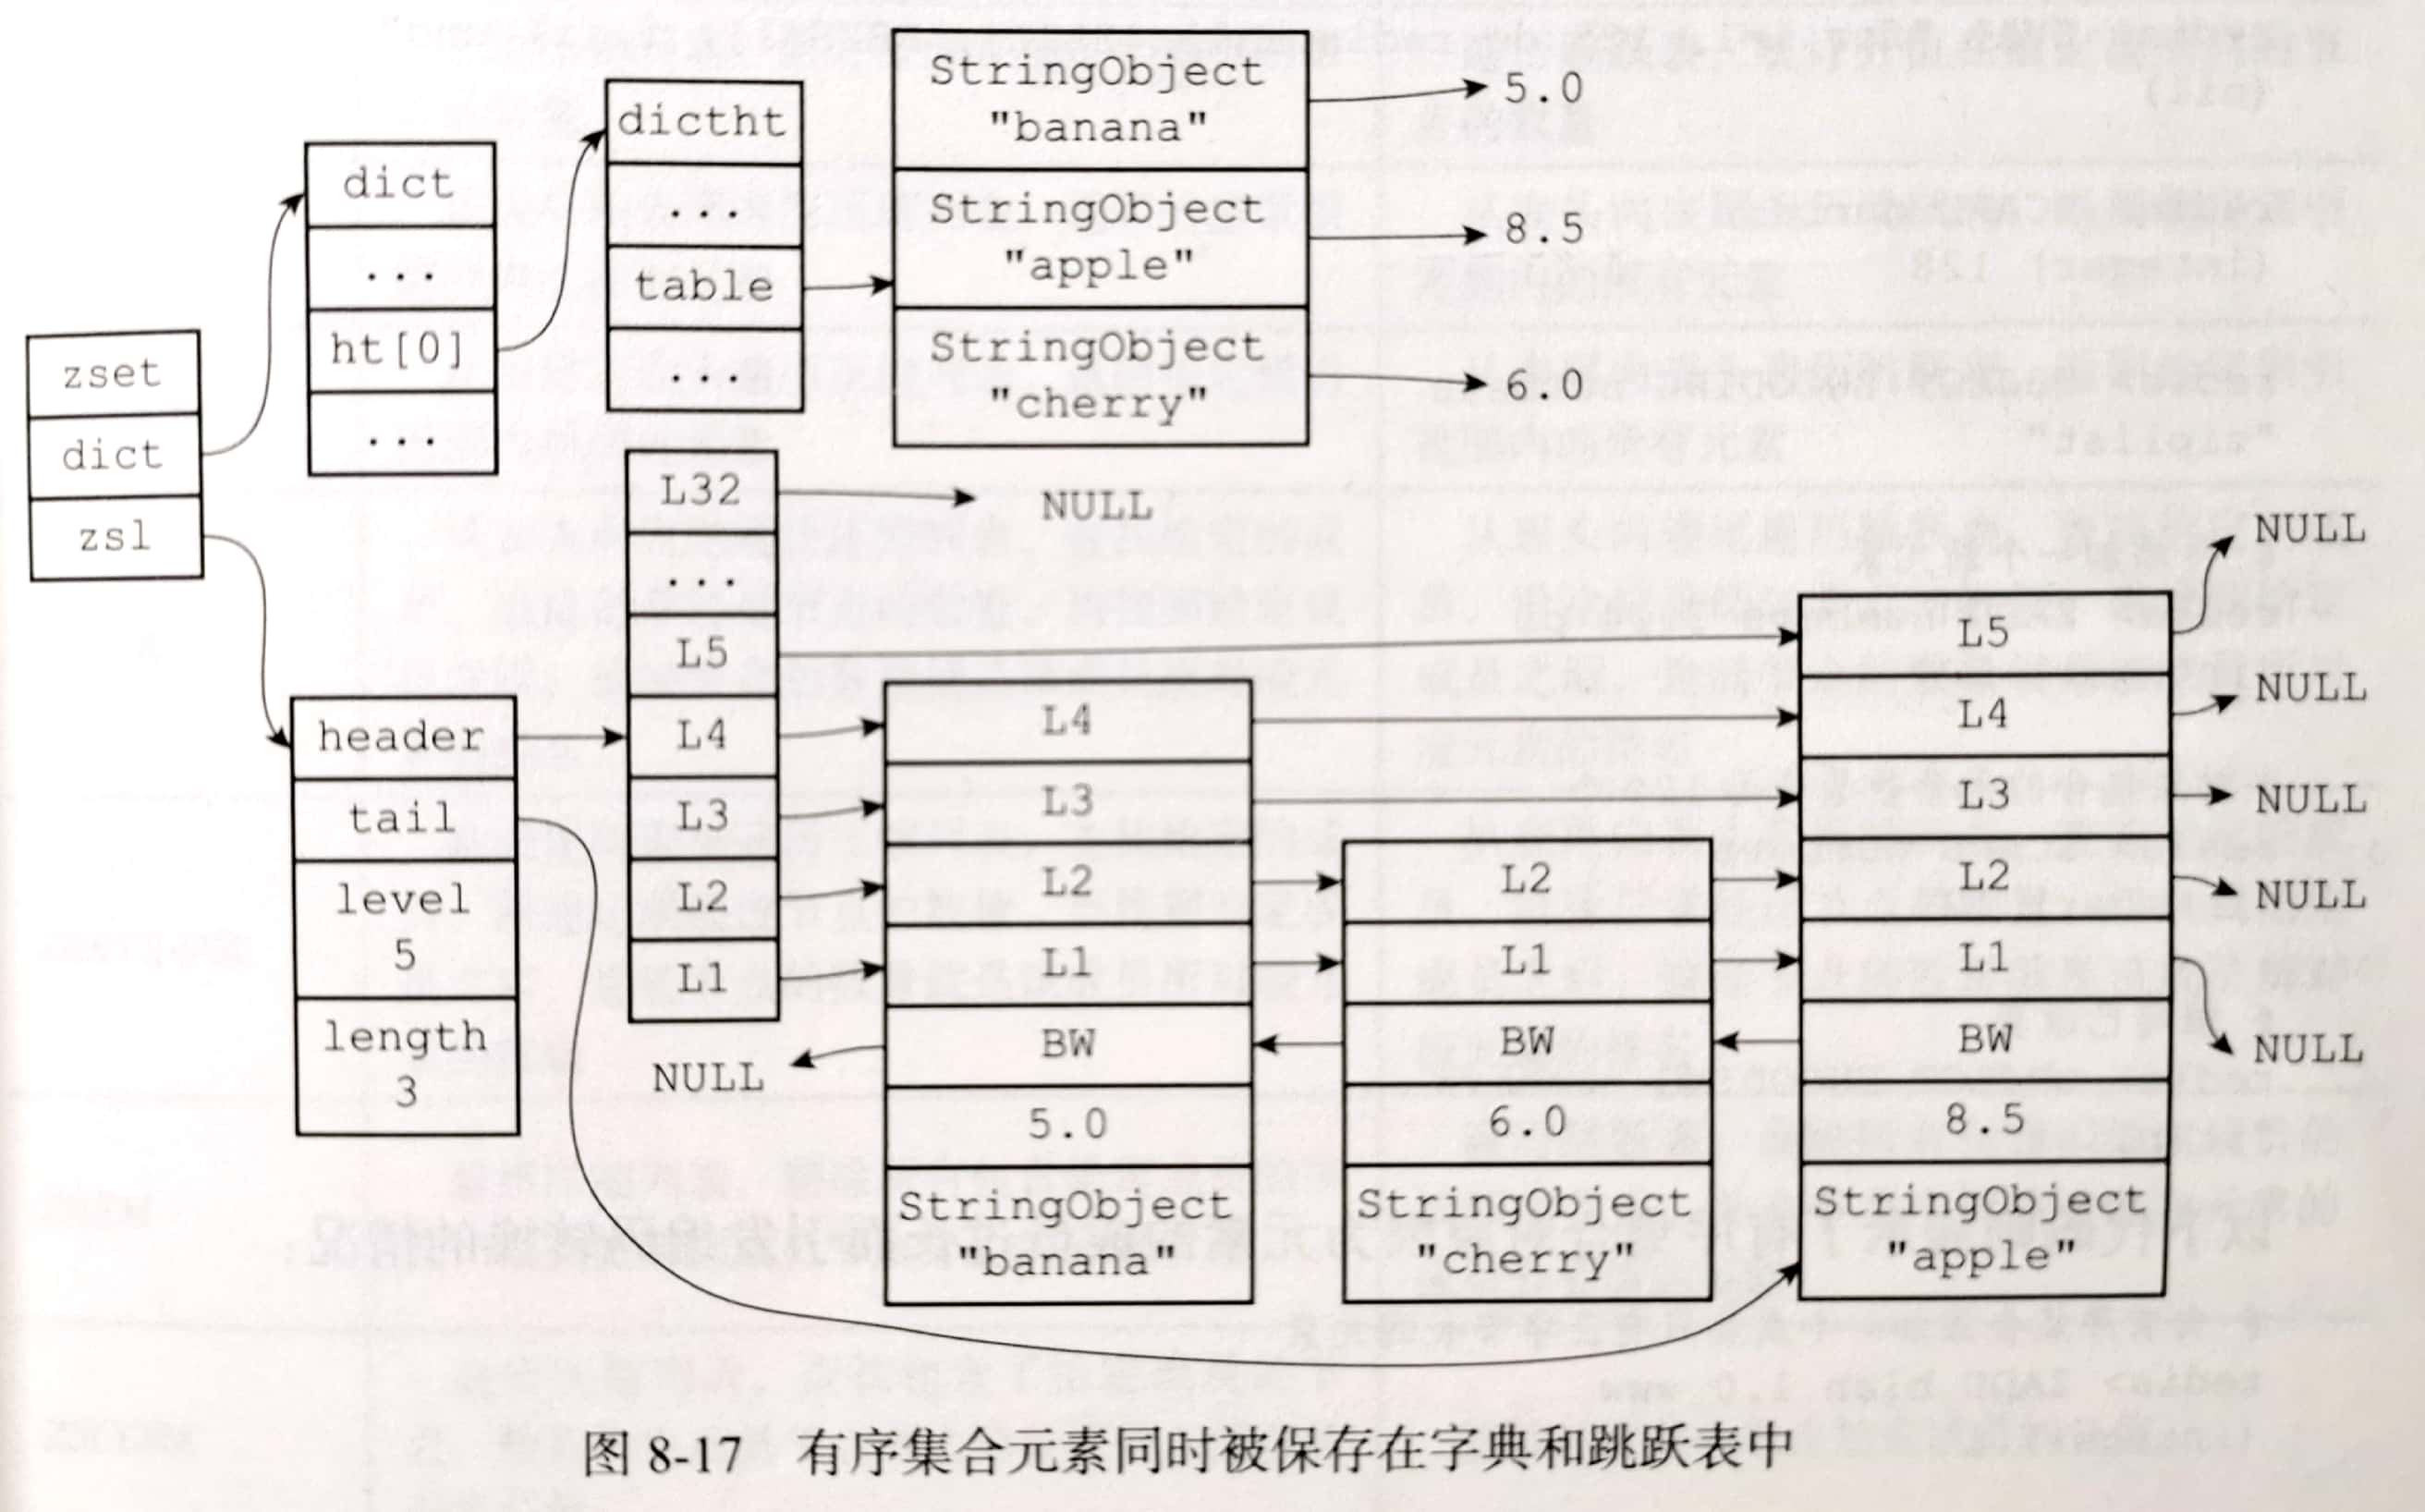 zset
dict
zsl
dict
...
ht[0]
...
dictht
...
table
...
StringObject
"banana"
5.0
StringObject
"apple"
8.5
StringObject
"cherry"
6.0
header
tail
level
5
length
3
L32
NULL
...
L5
L4
L3
L2
L1
NULL
L4
L3
L2
L1
BW
5.0
StringObject
"banana"
L2
L1
BW
6.0
StringObject
"cherry"
L5
NULL
L4
NULL
L3
NULL
L2
NULL
L1
NULL
BW
8.5
StringObject
"apple"
图 8-17 有序集合元素同时被保存在字典和跳跃表中